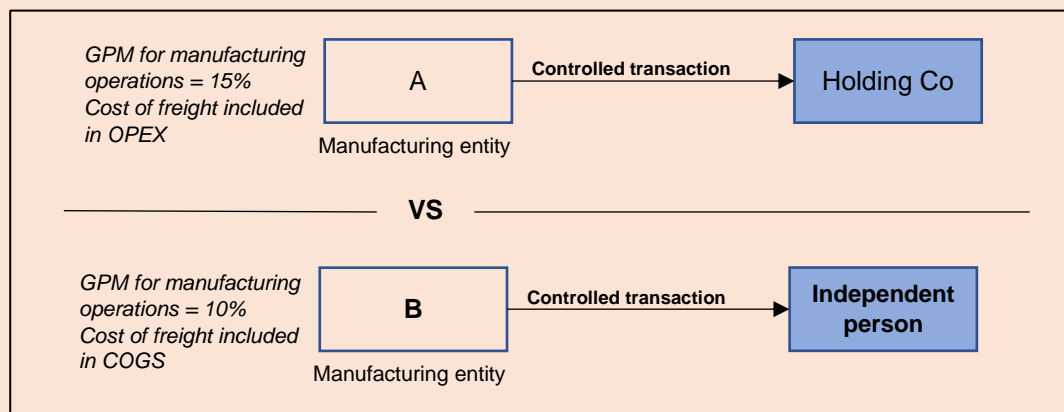 GPM for manufacturing
operations = 15%
Cost of freight included
in OPEX
A
Manufacturing entity
Controlled transaction
Holding Co
VS
GPM for manufacturing
operations = 10%
Cost of freight included
in COGS
B
Manufacturing entity
Controlled transaction
Independent
person